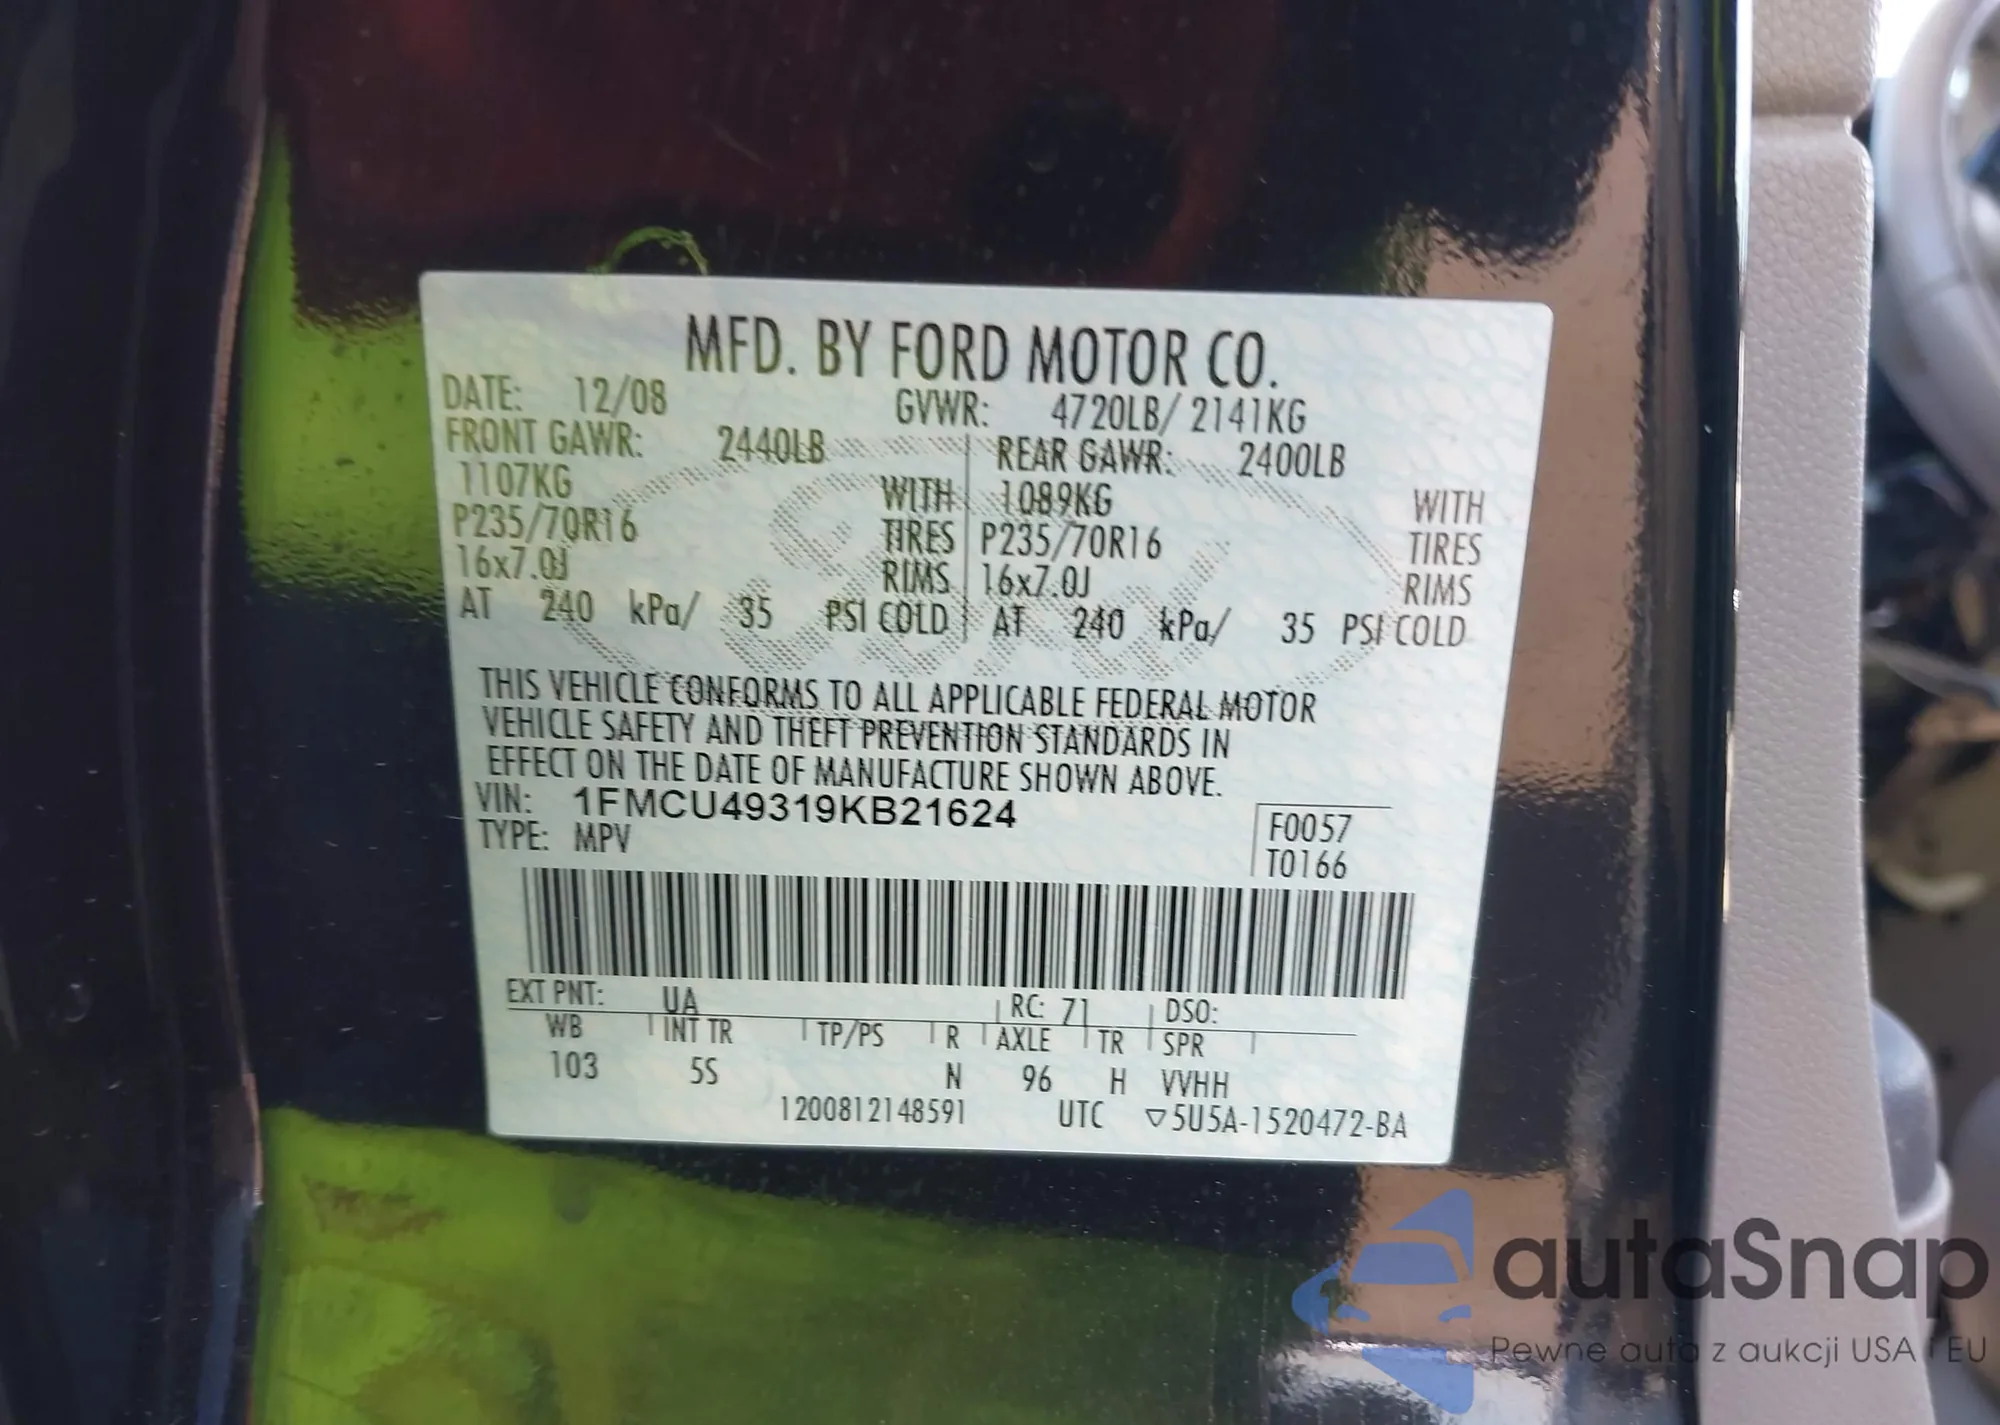 MFD. BY FORD MOTOR CO.
DATE: 12/08 GVWR: 4720LB/ 2141KG
FRONT GAWR: 2440LB REAR GAWR: 2400LB
1107KG WITH 1089KG WITH
P235/70R16 TIRES P235/70R16 TIRES
16x7.0J RIMS 16x7.0J RIMS
AT 240 kPa/ 35 PSI COLD AT 240 kPa/ 35 PSI COLD
Ford
THIS VEHICLE CONFORMS TO ALL APPLICABLE FEDERAL MOTOR
VEHICLE SAFETY AND THEFT PREVENTION STANDARDS IN
EFFECT ON THE DATE OF MANUFACTURE SHOWN ABOVE.
VIN: 1FMCU49319KB21624
TYPE: MPV
F0057
T0166
EXT PNT: UA RC: 71 DSO:
WB INT TR TP/PS R AXLE TR SPR
103 5S N 96 H VVHH
1200812148591 UTC ▽5U5A-1520472-BA
autaSnap
Pewne auta z aukcji USA i EU